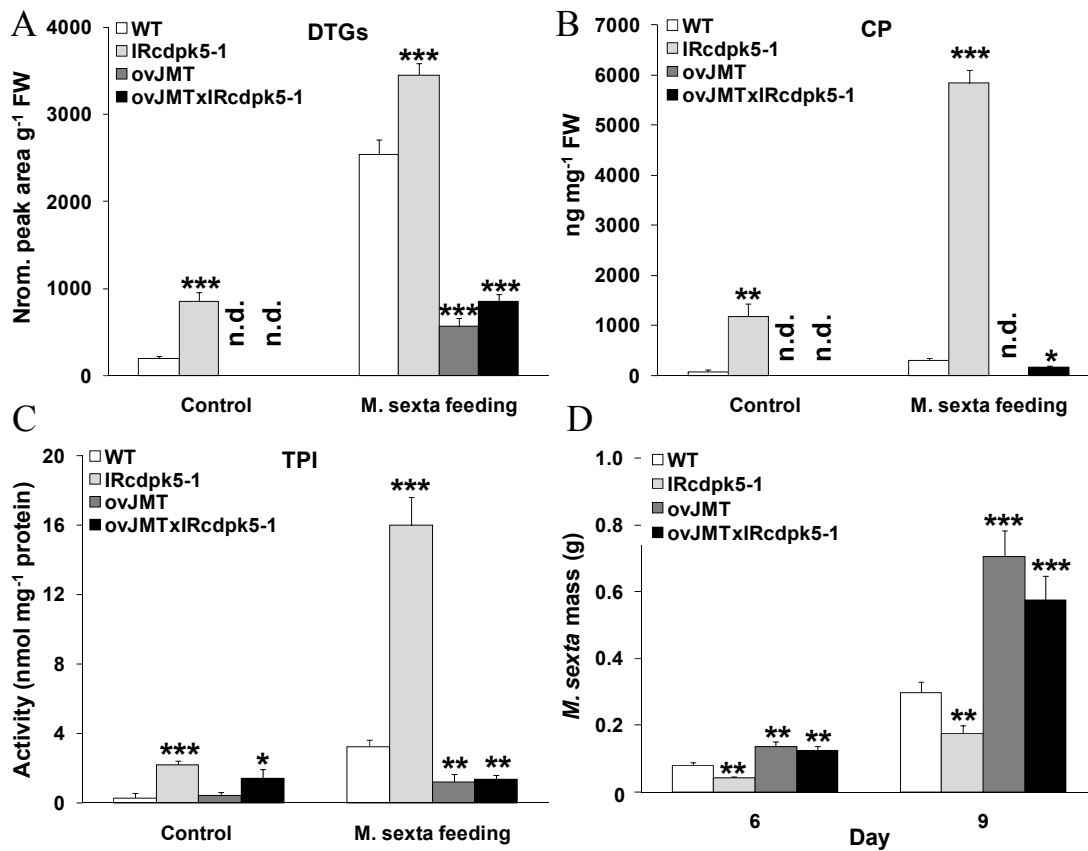 A
DTGs
WT
IRcdpk5-1
ovJMT
ovJMTxIRcdpk5-1
Nrom. peak area g⁻¹ FW
4000
3000
2000
1000
0
***
n.d.
n.d.
***
***
***
Control
M. sexta feeding
B
CP
WT
IRcdpk5-1
ovJMT
ovJMTxIRcdpk5-1
ng mg⁻¹ FW
7000
6000
5000
4000
3000
2000
1000
0
**
n.d.
n.d.
***
n.d.
*
Control
M. sexta feeding
C
TPI
WT
IRcdpk5-1
ovJMT
ovJMTxIRcdpk5-1
Activity (nmol mg⁻¹ protein)
20
16
12
8
4
0
***
*
***
**
**
Control
M. sexta feeding
D
WT
IRcdpk5-1
ovJMT
ovJMTxIRcdpk5-1
M. sexta mass (g)
1.0
0.8
0.6
0.4
0.2
0
**
**
**
**
***
***
6
9
Day